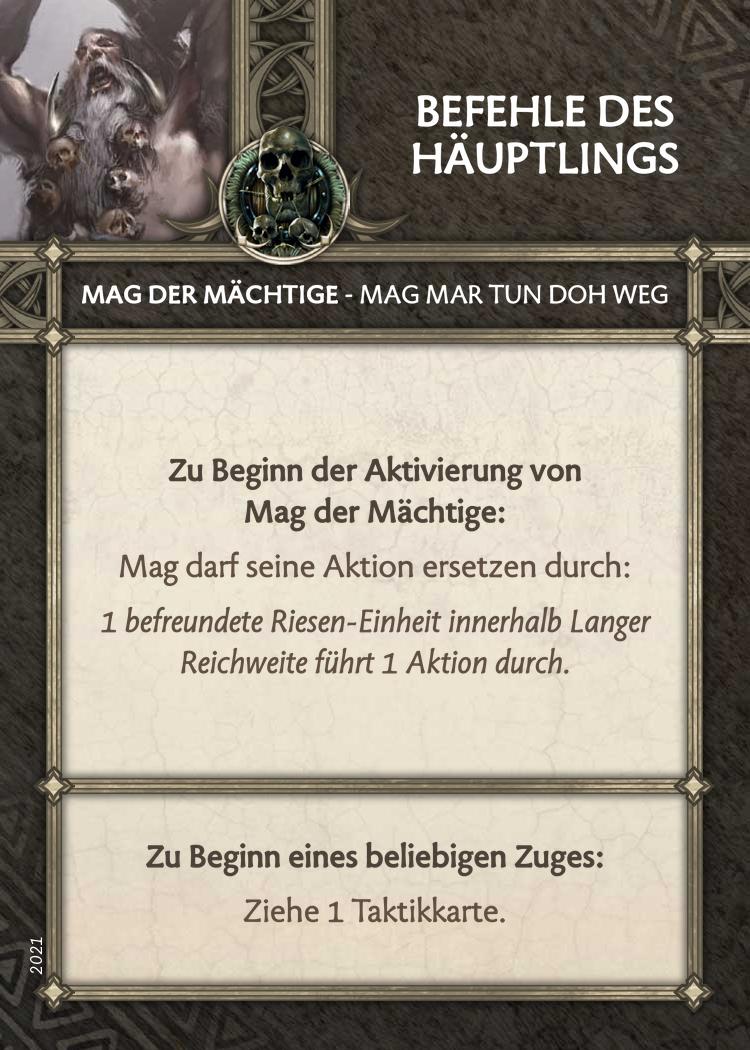 BEFEHLE DES
HÄUPTLINGS
MAG DER MÄCHTIGE - MAG MAR TUN DOH WEG
Zu Beginn der Aktivierung von
Mag der Mächtige:
Mag darf seine Aktion ersetzen durch:
1 befreundete Riesen-Einheit innerhalb Langer
Reichweite führt 1 Aktion durch.
Zu Beginn eines beliebigen Zuges:
Ziehe 1 Taktikkarte.
2021